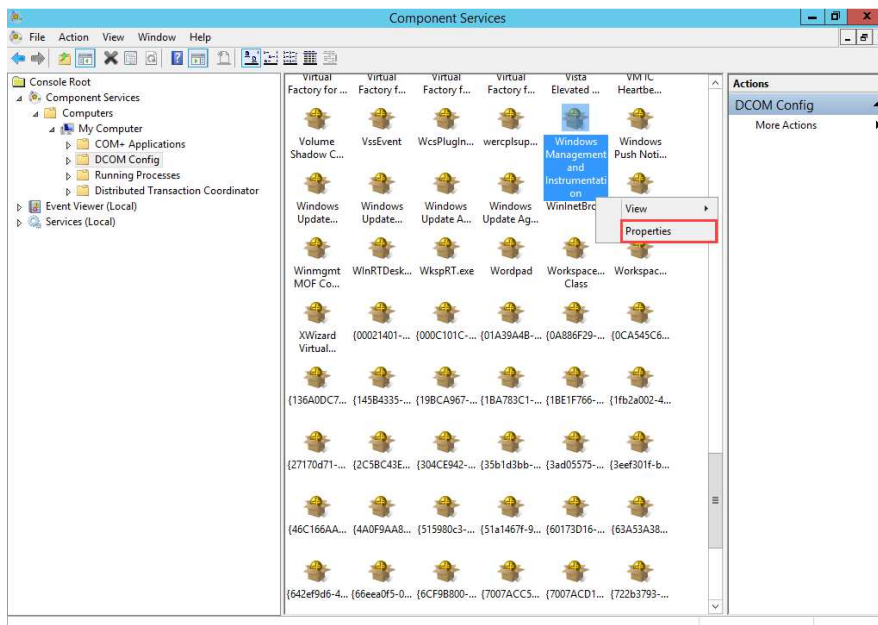 Component Services
File Action View Window Help
Console Root
Component Services
Computers
My Computer
COM+ Applications
DCOM Config
Running Processes
Distributed Transaction Coordinator
Event Viewer (Local)
Services (Local)
Virtual Virtual Virtual Virtual Vista VM IC
Factory for ... Factory f... Factory f... Factory f... Elevated ... Heartbe...
Volume VssEvent WcsPlugIn... wercplsup... Windows Windows
Shadow C... Management Push Noti...
and
Instrumentati
on
Windows Windows Windows Windows WinInetBro
Update... Update... Update A... Update Ag...
View
Properties
Winmgmt WinRTDesk... WkspRT.exe Wordpad Workspace... Workspac...
MOF Co... Class
XWizard {00021401-... {000C101C-... {01A39A4B-... {0A886F29-... {0CA545C6...
Virtual...
{136A0DC7... {145B4335-... {19BCA967-... {1BA783C1-... {1BE1F766-... {1fb2a002-4...
{27170d71-... {2C5BC43E... {304CE942-... {35b1d3bb-... {3ad05575-... {3eef301f-b...
{46C166AA... {4A0F9AA8... {515980c3-... {51a1467f-9... {60173D16-... {63A53A38...
{642ef9d6-4... {66eea0f5-0... {6CF9B800-... {7007ACC5... {7007ACD1... {722b3793-...
Actions
DCOM Config
More Actions